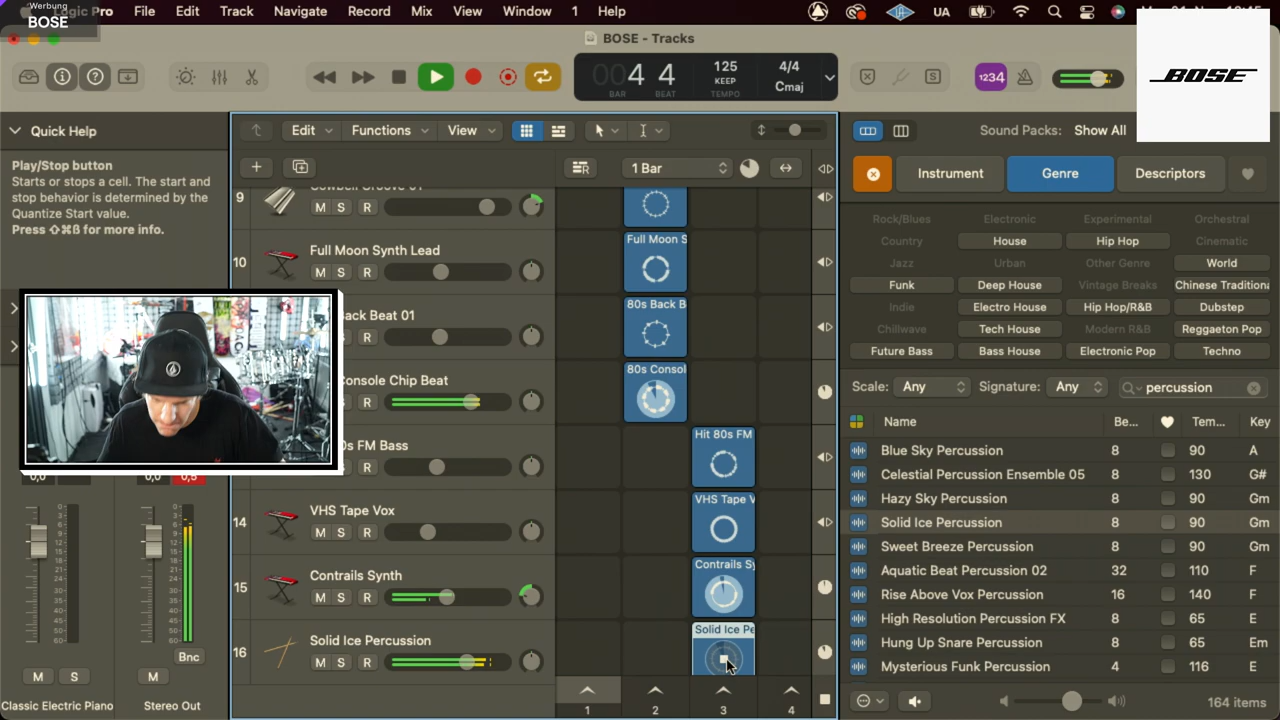 Werbung
BOSE
Pro File Edit Track Navigate Record Mix View Window 1 Help UA
BOSE - Tracks
BOSE
004 4
BAR BEAT
125
KEEP
TEMPO
4/4
Cmaj
1234
Quick Help
Edit Functions View
Sound Packs: Show All
Play/Stop button
Starts or stops a cell. The start and
stop behavior is determined by the
Quantize Start value.
Press ⇧⌘B for more info.
1 Bar
Instrument Genre Descriptors
9
M S R
10 Full Moon Synth Lead
M S R
Full Moon S
Back Beat 01
80s Back B
Console Chip Beat
80s Consol
0s FM Bass
Hit 80s FM
14 VHS Tape Vox
M S R
VHS Tape V
15 Contrails Synth
M S R
Contrails Sy
16 Solid Ice Percussion
M S R
Solid Ice Pe
1 2 3 4
0,0 0,5
Bnc
M S M
Classic Electric Piano Stereo Out
Rock/Blues Electronic Experimental Orchestral
Country House Hip Hop Cinematic
Jazz Urban Other Genre World
Funk Deep House Vintage Breaks Chinese Traditiona
Indie Electro House Hip Hop/R&B Dubstep
Chillwave Tech House Modern R&B Reggaeton Pop
Future Bass Bass House Electronic Pop Techno
Scale: Any Signature: Any percussion
Name Be... Tem... Key
Blue Sky Percussion 8 90 A
Celestial Percussion Ensemble 05 8 130 G#
Hazy Sky Percussion 8 90 Gm
Solid Ice Percussion 8 90 Gm
Sweet Breeze Percussion 8 90 Gm
Aquatic Beat Percussion 02 32 110 F
Rise Above Vox Percussion 16 140 F
High Resolution Percussion FX 8 65 E
Hung Up Snare Percussion 8 65 Em
Mysterious Funk Percussion 4 116 E
164 items